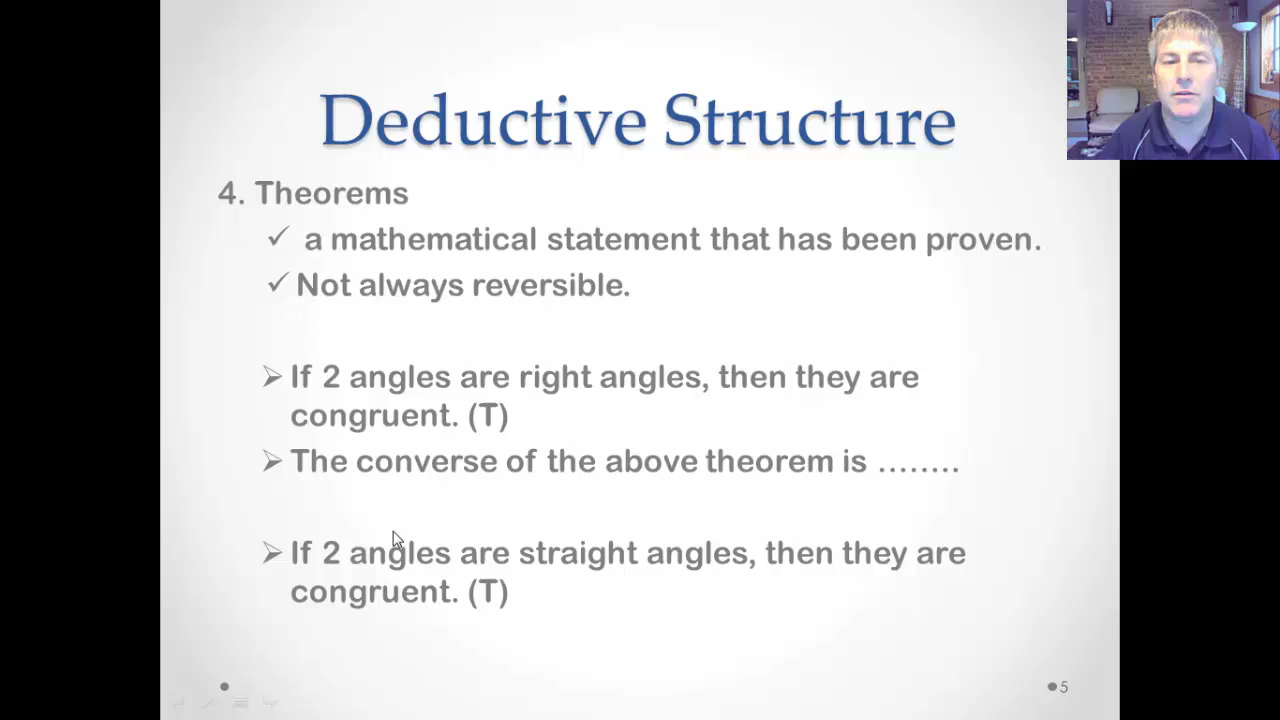 Deductive Structure
4. Theorems
✓ a mathematical statement that has been proven.
✓ Not always reversible.
➢ If 2 angles are right angles, then they are
congruent. (T)
➢ The converse of the above theorem is ........
➢ If 2 angles are straight angles, then they are
congruent. (T)
5